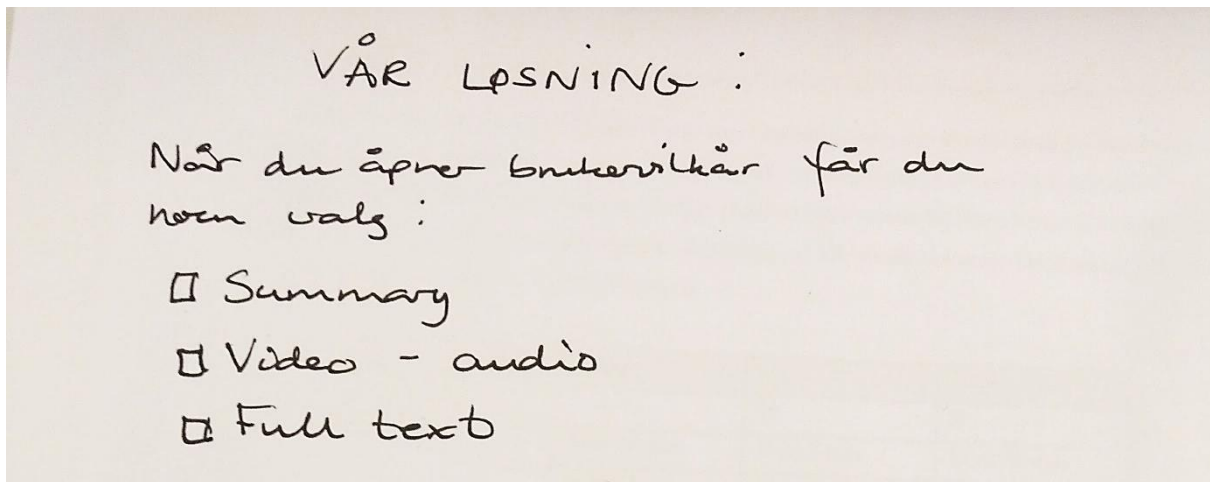 VÅR LØSNING :
Når du åpner brukervilkår får du
noen valg :
☐ Summary
☐ Video - audio
☐ Full text